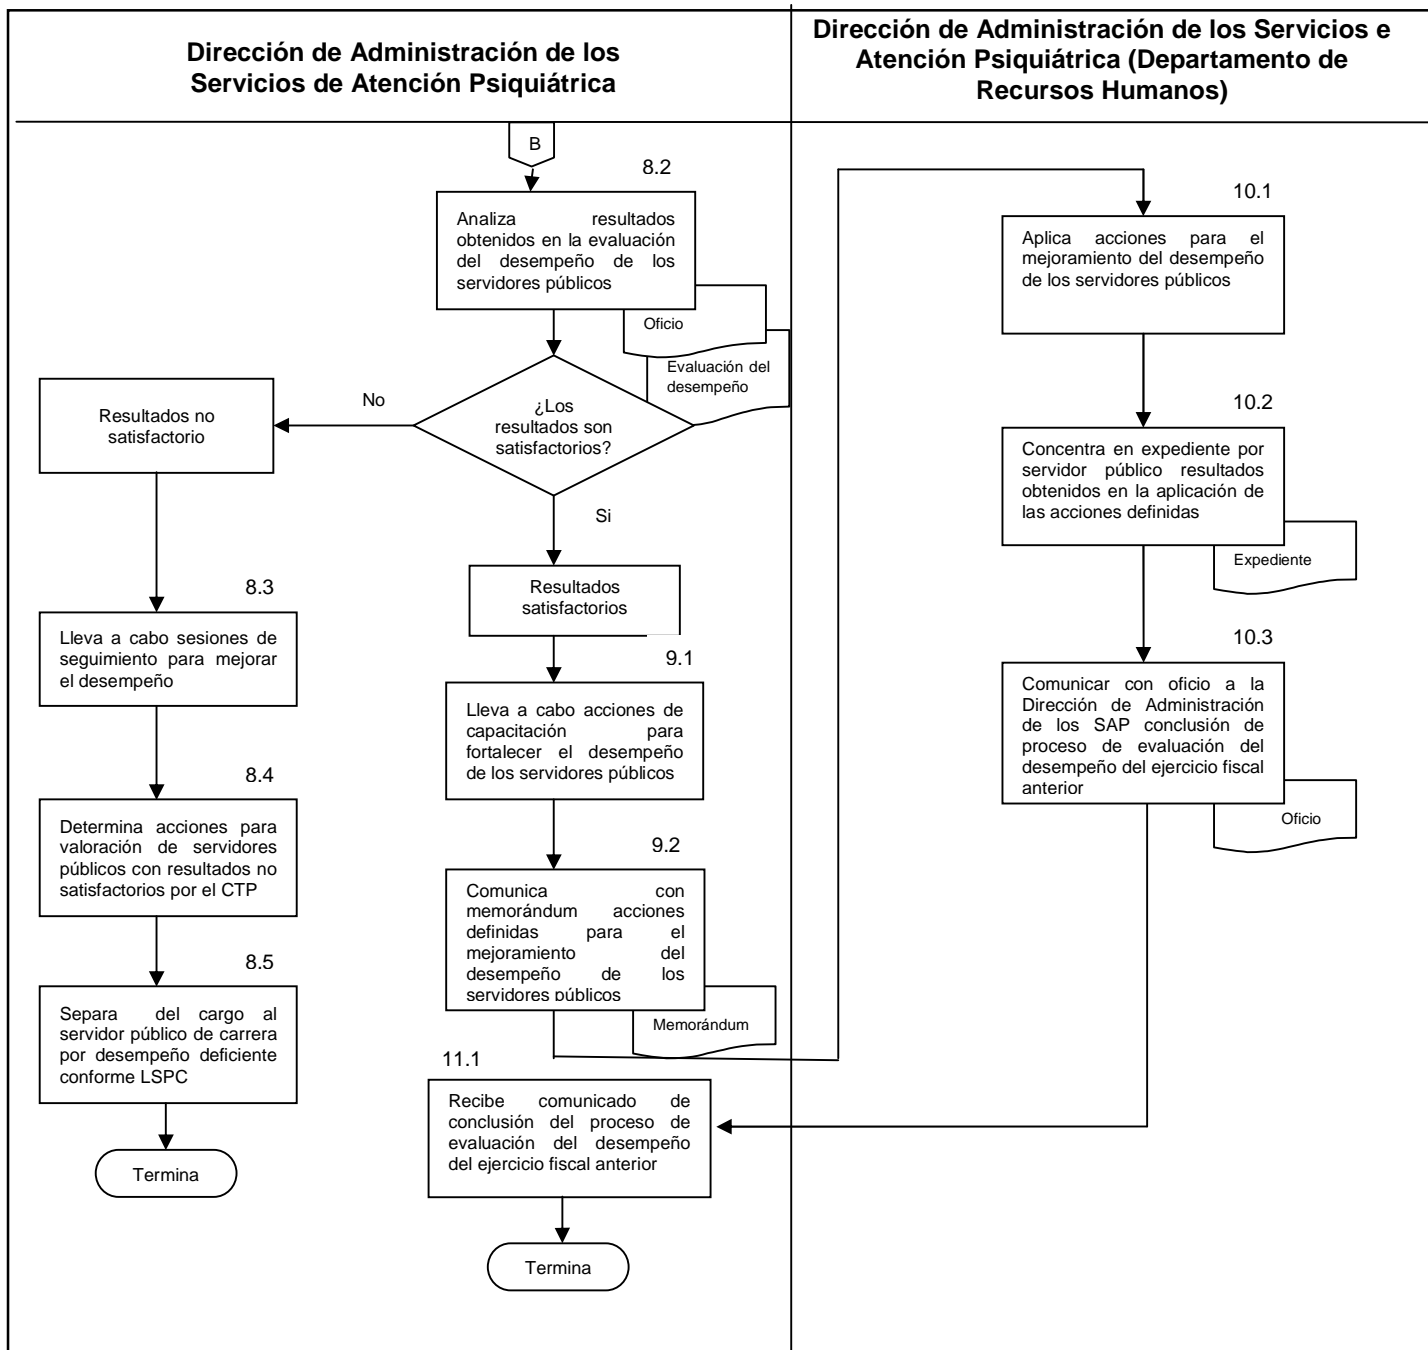 Dirección de Administración de los
Servicios de Atención Psiquiátrica
Dirección de Administración de los Servicios e
Atención Psiquiátrica (Departamento de
Recursos Humanos)
B
8.2
Analiza resultados
obtenidos en la evaluación
del desempeño de los
servidores públicos
Oficio
Evaluación del
desempeño
¿Los
resultados son
satisfactorios?
No
Resultados no
satisfactorio
Si
Resultados
satisfactorios
8.3
Lleva a cabo sesiones de
seguimiento para mejorar
el desempeño
8.4
Determina acciones para
valoración de servidores
públicos con resultados no
satisfactorios por el CTP
8.5
Separa del cargo al
servidor público de carrera
por desempeño deficiente
conforme LSPC
Termina
9.1
Lleva a cabo acciones de
capacitación para
fortalecer el desempeño
de los servidores públicos
9.2
Comunica con
memorándum acciones
definidas para el
mejoramiento del
desempeño de los
servidores públicos
Memorándum
10.1
Aplica acciones para el
mejoramiento del desempeño
de los servidores públicos
10.2
Concentra en expediente por
servidor público resultados
obtenidos en la aplicación de
las acciones definidas
Expediente
10.3
Comunicar con oficio a la
Dirección de Administración
de los SAP conclusión de
proceso de evaluación del
desempeño del ejercicio fiscal
anterior
Oficio
11.1
Recibe comunicado de
conclusión del proceso de
evaluación del desempeño
del ejercicio fiscal anterior
Termina